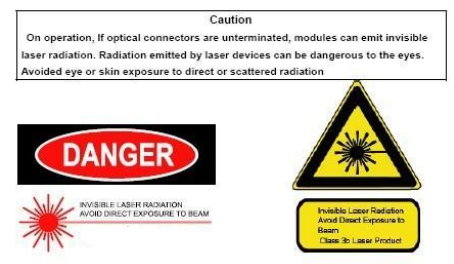 Caution
On operation, If optical connectors are unterminated, modules can emit invisible
laser radiation. Radiation emitted by laser devices can be dangerous to the eyes.
Avoided eye or skin exposure to direct or scattered radiation
DANGER
INVISIBLE LASER RADIATION
AVOID DIRECT EXPOSURE TO BEAM
Invisible Laser Radiation
Avoid Direct Exposure to
Beam
Class 3b Laser Product